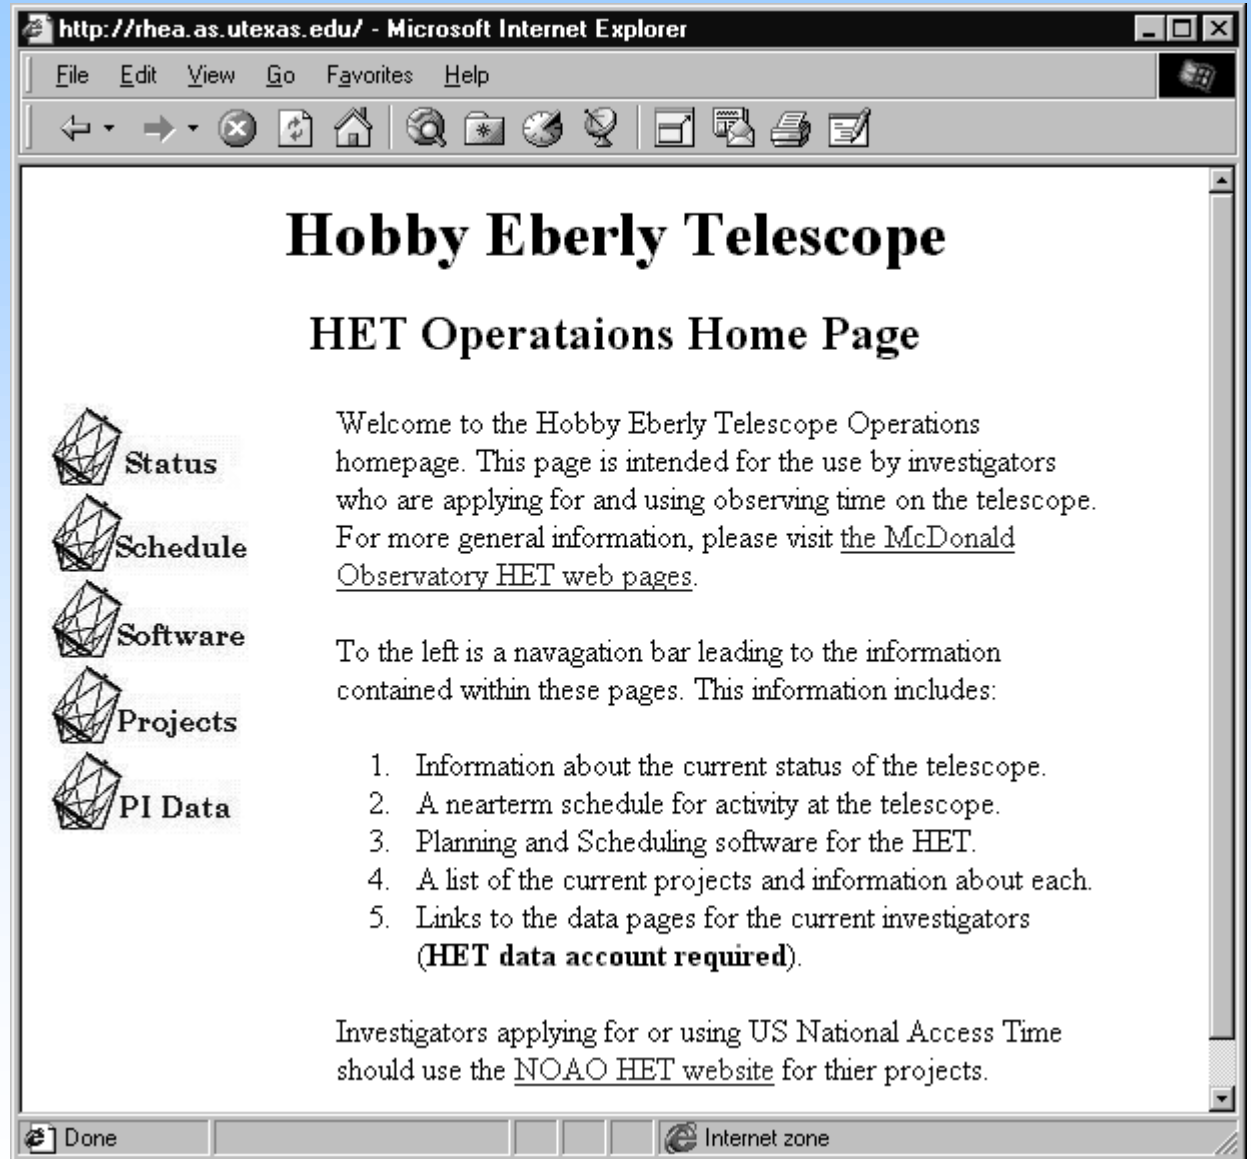 http://rhea.as.utexas.edu/ - Microsoft Internet Explorer
File Edit View Go Favorites Help
Hobby Eberly Telescope
HET Operataions Home Page
Status
Schedule
Software
Projects
PI Data
Welcome to the Hobby Eberly Telescope Operations
homepage. This page is intended for the use by investigators
who are applying for and using observing time on the telescope.
For more general information, please visit the McDonald
Observatory HET web pages.
To the left is a navagation bar leading to the information
contained within these pages. This information includes:
1. Information about the current status of the telescope.
2. A nearterm schedule for activity at the telescope.
3. Planning and Scheduling software for the HET.
4. A list of the current projects and information about each.
5. Links to the data pages for the current investigators
(HET data account required).
Investigators applying for or using US National Access Time
should use the NOAO HET website for thier projects.
Done
Internet zone